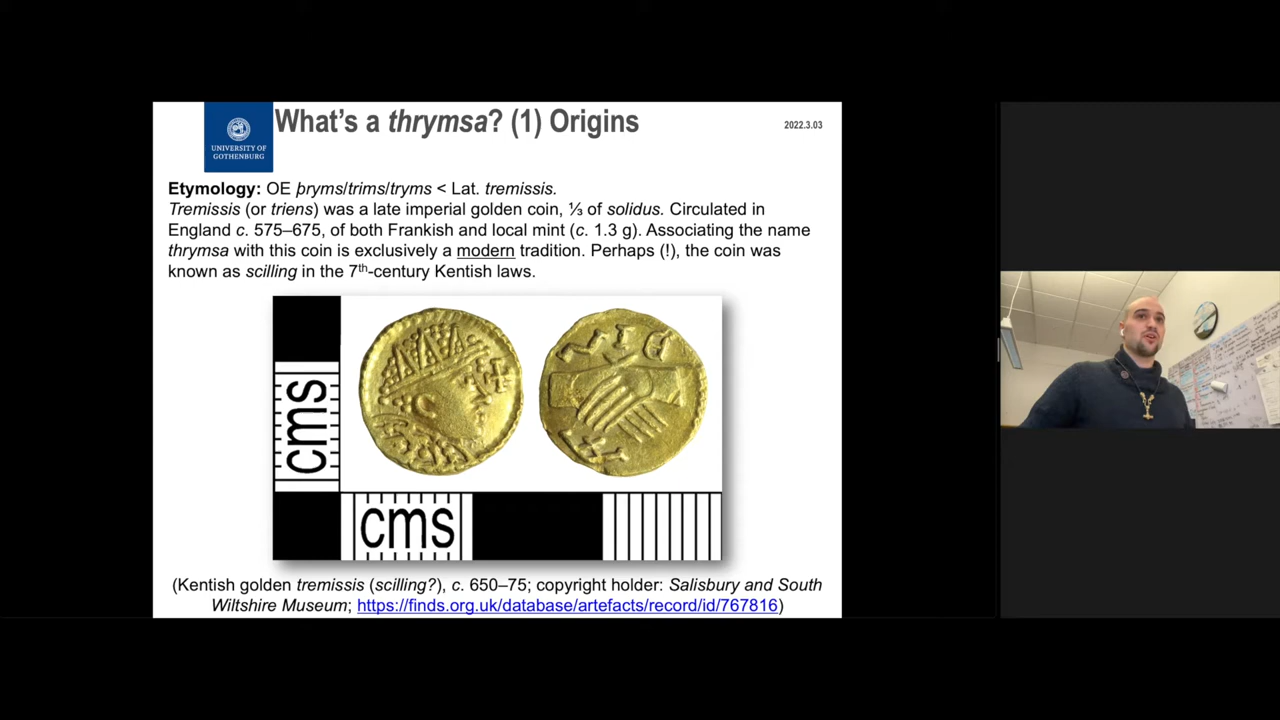 What's a thrymsa? (1) Origins
2022.3.03
UNIVERSITY OF
GOTHENBURG
Etymology: OE þryms/trims/tryms < Lat. tremissis.
Tremissis (or triens) was a late imperial golden coin, ⅓ of solidus. Circulated in
England c. 575–675, of both Frankish and local mint (c. 1.3 g). Associating the name
thrymsa with this coin is exclusively a modern tradition. Perhaps (!), the coin was
known as scilling in the 7th-century Kentish laws.
cms
cms
(Kentish golden tremissis (scilling?), c. 650–75; copyright holder: Salisbury and South
Wiltshire Museum; https://finds.org.uk/database/artefacts/record/id/767816)